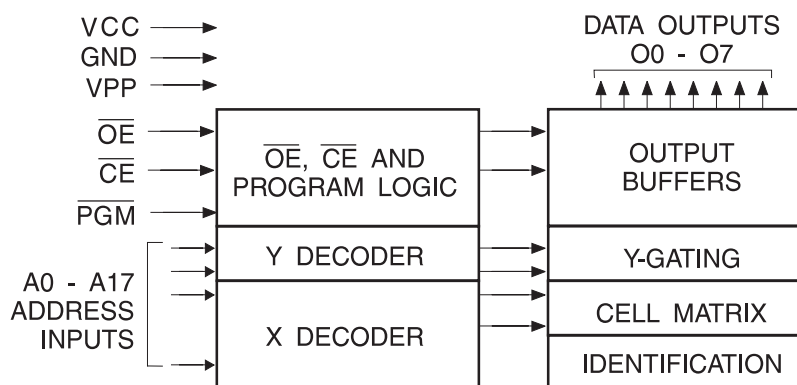 VCC
GND
VPP
DATA OUTPUTS
O0 - O7
OE
CE
PGM
OE, CE AND
PROGRAM LOGIC
OUTPUT
BUFFERS
A0 - A17
ADDRESS
INPUTS
Y DECODER
Y-GATING
X DECODER
CELL MATRIX
IDENTIFICATION